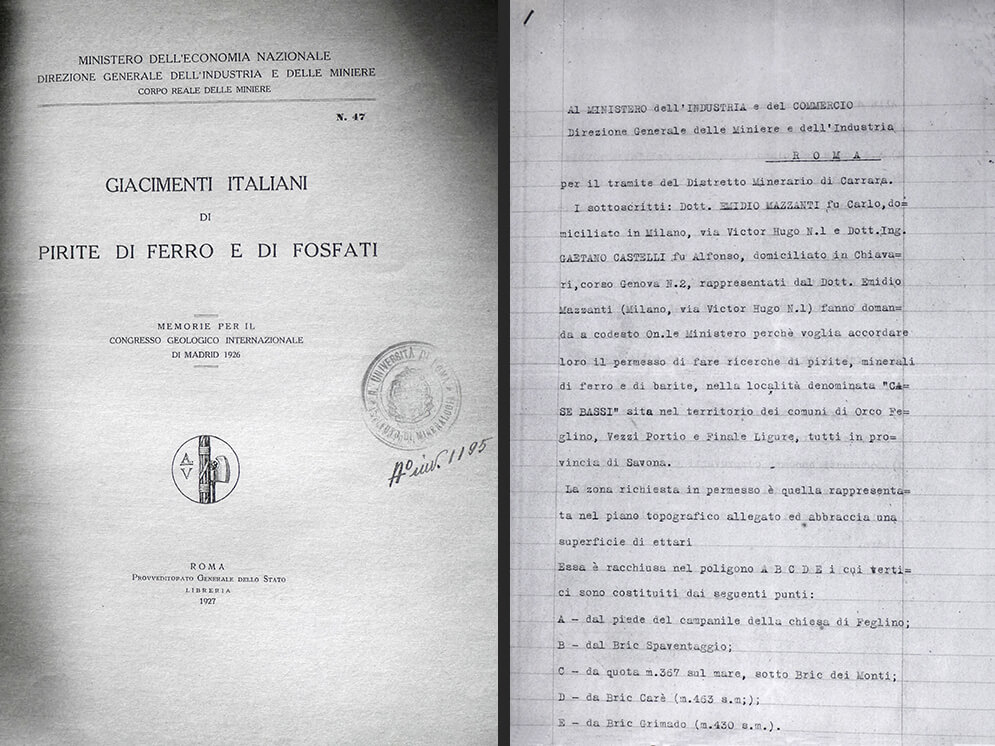 MINISTERO DELL'ECONOMIA NAZIONALE
DIREZIONE GENERALE DELL'INDUSTRIA E DELLE MINIERE
CORPO REALE DELLE MINIERE
N. 47
GIACIMENTI ITALIANI
DI
PIRITE DI FERRO E DI FOSFATI
MEMORIE PER IL
CONGRESSO GEOLOGICO INTERNAZIONALE
DI MADRID 1926
R. UNIVERSITÀ DI
DI MINERALOGIA
N° inv. 1195
A.
V
ROMA
PROVVEDITORATO GENERALE DELLO STATO
LIBRERIA
1927
/
Al MINISTERO dell'INDUSTRIA e del COMMERCIO
Direzione Generale delle Miniere e dell'Industria
R O M A
per il tramite del Distretto Minerario di Carrara.
I sottoscritti: Dott. EMIDIO MAZZANTI fu Carlo,do=
miciliato in Milano, via Victor Hugo N.1 e Dott.Ing.
GAETANO CASTELLI fu Alfonso, domiciliato in Chiava=
ri,corso Genova N.2, rappresentati dal Dott. Emidio
Mazzanti (Milano, via Victor Hugo N.1) fanno doman=
da a codesto On.le Ministero perchè voglia accordare
loro il permesso di fare ricerche di pirite, minerali
di ferro e di barite, nella località denominata "CA=
SE BASSI" sita nel territorio dei comuni di Orco Fe=
glino, Vezzi Portio e Finale Ligure, tutti in pro=
vincia di Savona.
La zona richiesta in permesso è quella rappresenta=
ta nel piano topografico allegato ed abbraccia una
superficie di ettari
Essa è racchiusa nel poligono A B C D E i cui verti=
ci sono costituiti dai seguenti punti:
A - dal piede del campanile della chiesa di Feglino;
B - dal Bric Spaventaggio;
C - da quota m.367 sul mare, sotto Bric dei Monti;
D - da Bric Carè (m.463 s.m;);
E - da Bric Grimado (m.430 s.m.).